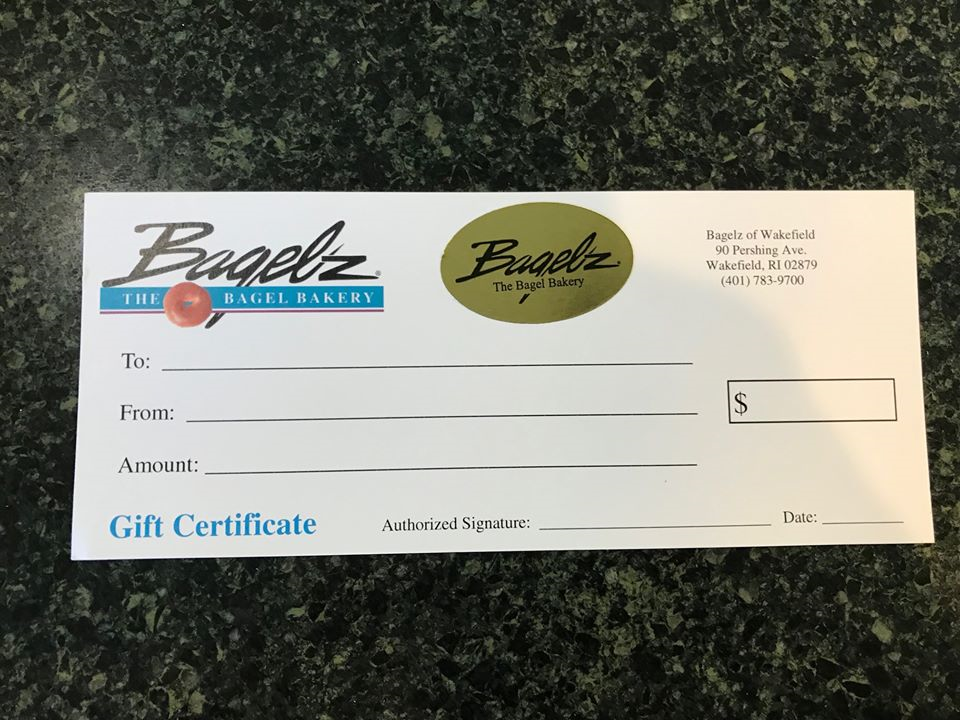 Bagelz®
THE BAGEL BAKERY
Bagelz®
The Bagel Bakery
Bagelz of Wakefield
90 Pershing Ave.
Wakefield, RI 02879
(401) 783-9700
To:
From:
$
Amount:
Gift Certificate
Authorized Signature:
Date: